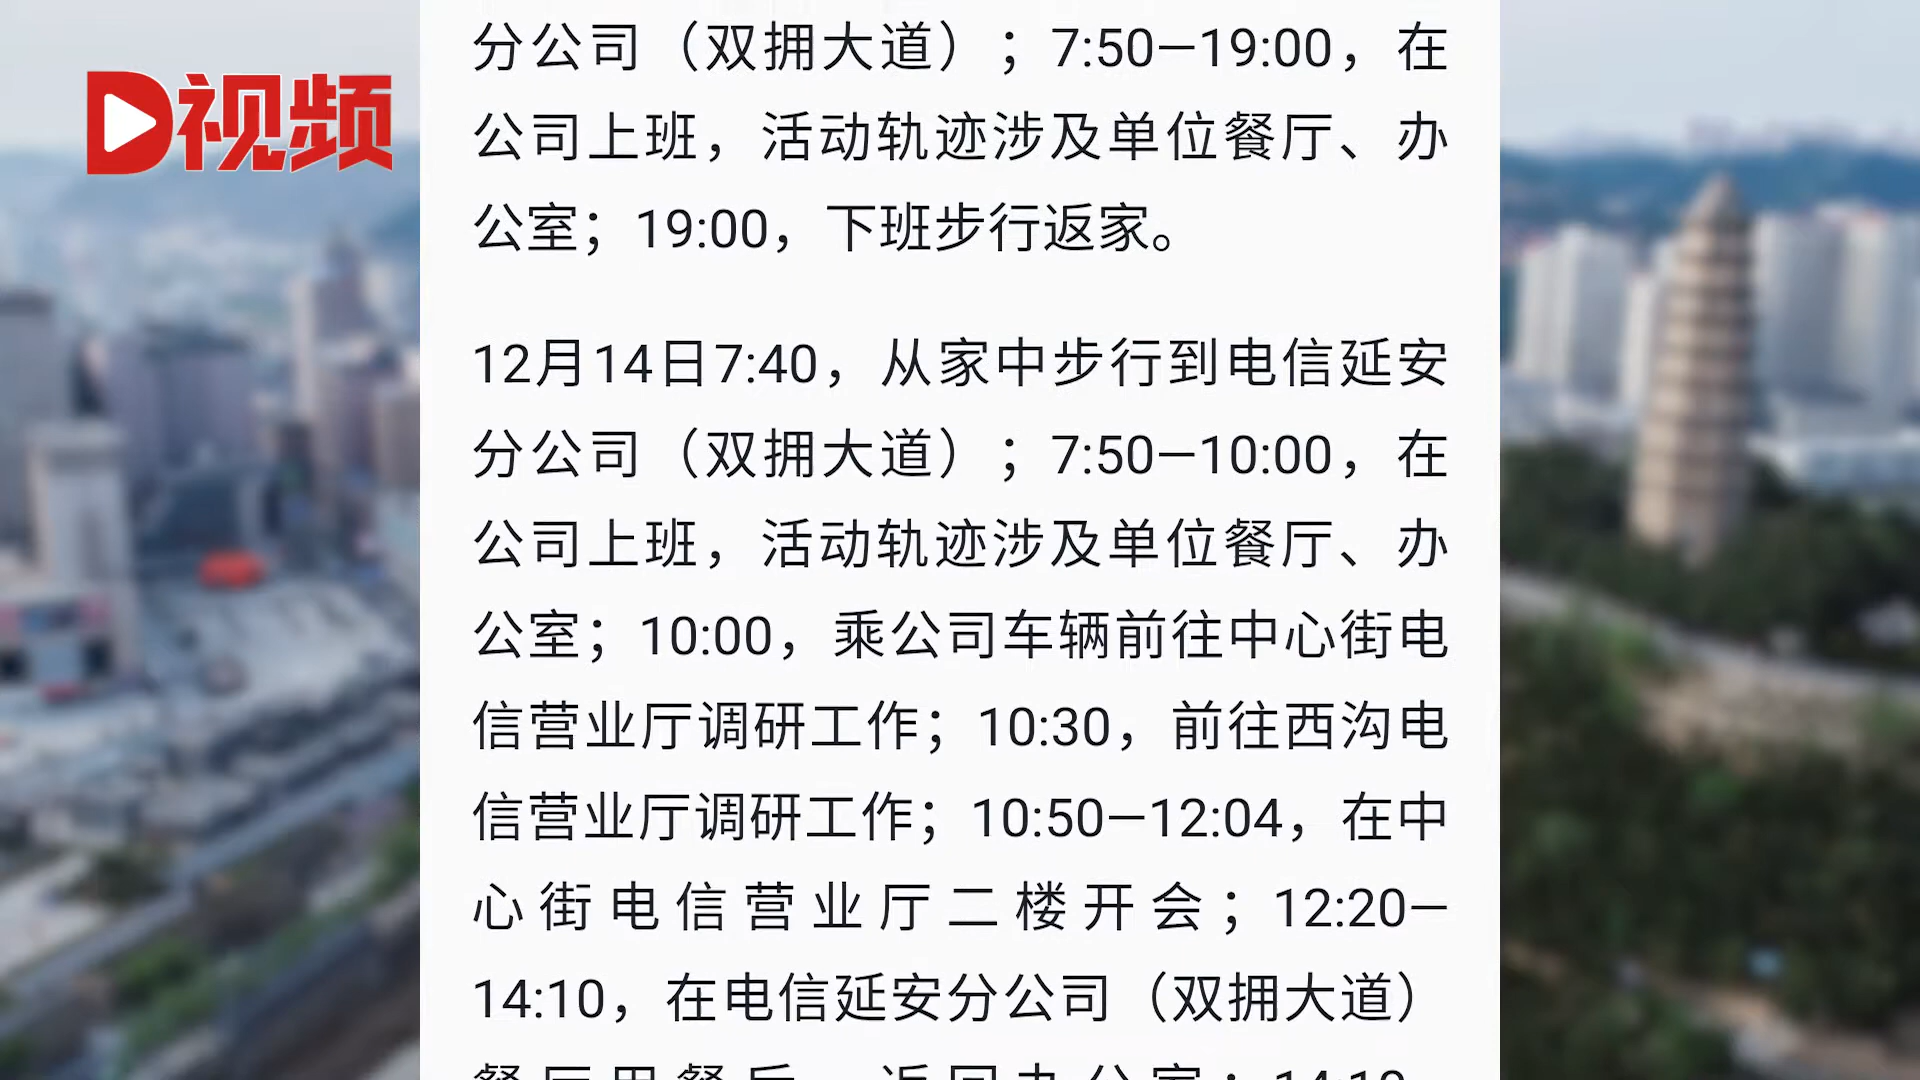 D视频
分公司（双拥大道）；7:50—19:00，在
公司上班，活动轨迹涉及单位餐厅、办
公室；19:00，下班步行返家。
12月14日7:40，从家中步行到电信延安
分公司（双拥大道）；7:50—10:00，在
公司上班，活动轨迹涉及单位餐厅、办
公室；10:00，乘公司车辆前往中心街电
信营业厅调研工作；10:30，前往西沟电
信营业厅调研工作；10:50—12:04，在中
心街电信营业厅二楼开会；12:20—
14:10，在电信延安分公司（双拥大道）